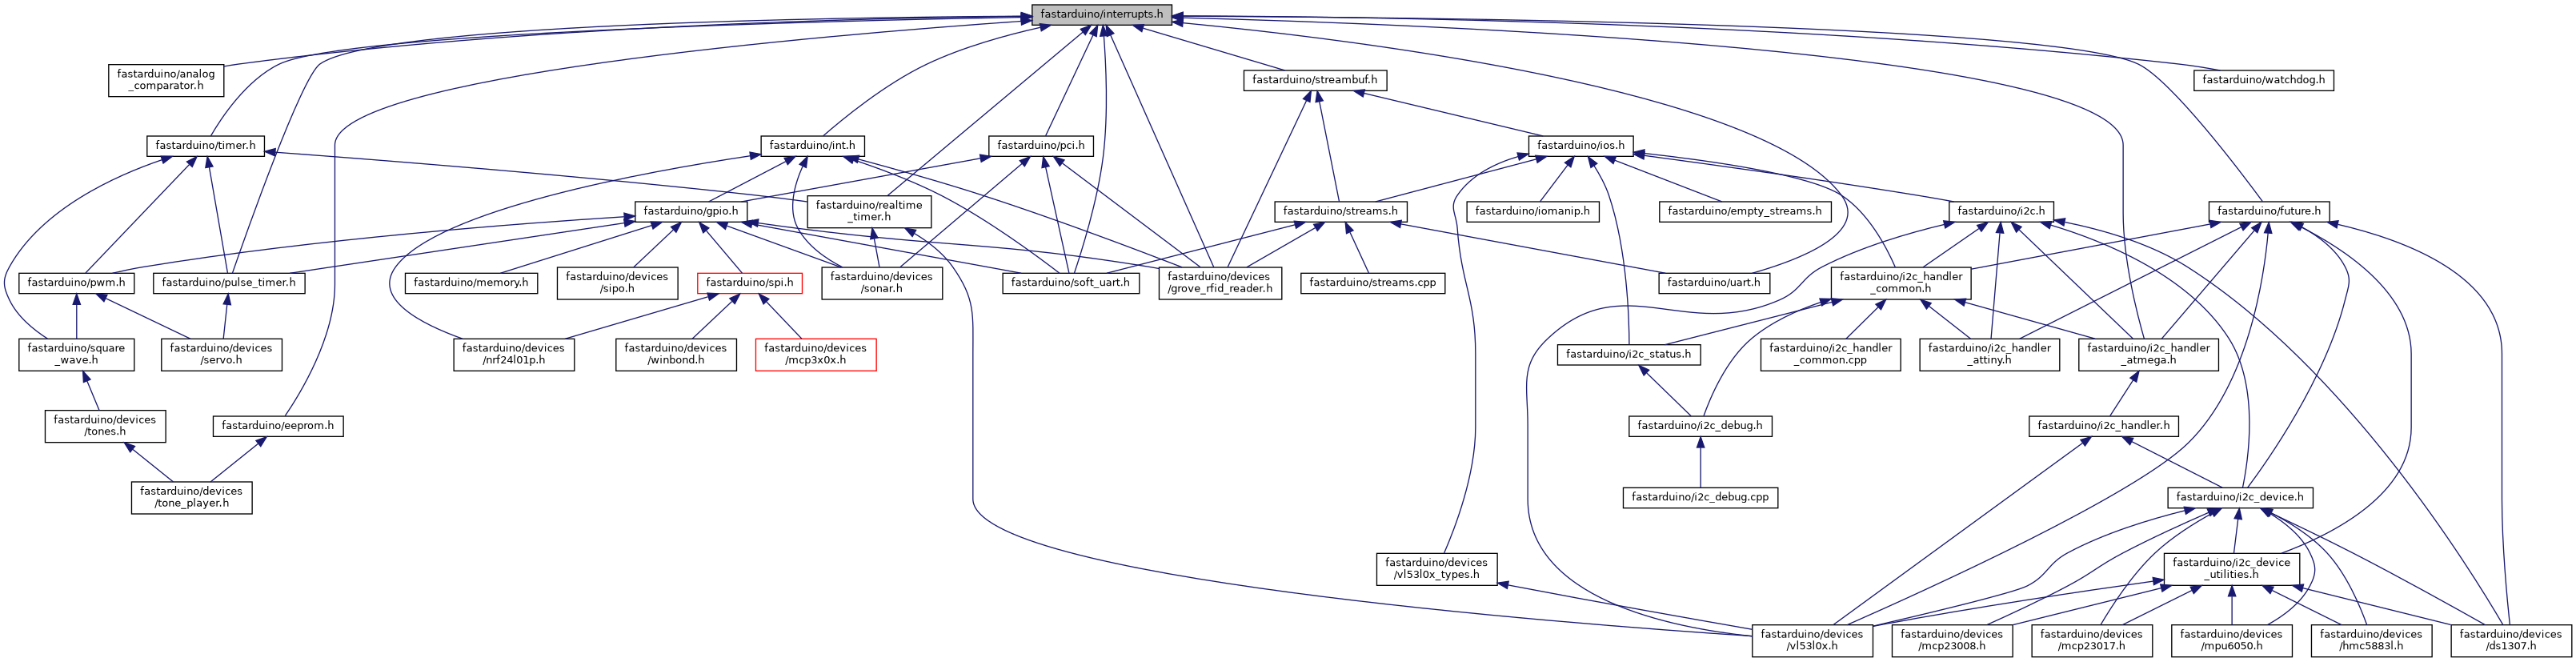 fastarduino/interrupts.h
fastarduino/analog
_comparator.h
fastarduino/streambuf.h
fastarduino/watchdog.h
fastarduino/timer.h
fastarduino/int.h
fastarduino/pci.h
fastarduino/ios.h
fastarduino/gpio.h
fastarduino/realtime
_timer.h
fastarduino/streams.h
fastarduino/iomanip.h
fastarduino/empty_streams.h
fastarduino/i2c.h
fastarduino/future.h
fastarduino/pwm.h
fastarduino/pulse_timer.h
fastarduino/memory.h
fastarduino/devices
/sipo.h
fastarduino/spi.h
fastarduino/devices
/sonar.h
fastarduino/soft_uart.h
fastarduino/devices
/grove_rfid_reader.h
fastarduino/streams.cpp
fastarduino/uart.h
fastarduino/i2c_handler
_common.h
fastarduino/square
_wave.h
fastarduino/devices
/servo.h
fastarduino/devices
/nrf24l01p.h
fastarduino/devices
/winbond.h
fastarduino/devices
/mcp3x0x.h
fastarduino/i2c_status.h
fastarduino/i2c_handler
_common.cpp
fastarduino/i2c_handler
_attiny.h
fastarduino/i2c_handler
_atmega.h
fastarduino/devices
/tones.h
fastarduino/eeprom.h
fastarduino/i2c_debug.h
fastarduino/i2c_handler.h
fastarduino/devices
/tone_player.h
fastarduino/i2c_debug.cpp
fastarduino/i2c_device.h
fastarduino/devices
/vl53l0x_types.h
fastarduino/i2c_device
_utilities.h
fastarduino/devices
/vl53l0x.h
fastarduino/devices
/mcp23008.h
fastarduino/devices
/mcp23017.h
fastarduino/devices
/mpu6050.h
fastarduino/devices
/hmc5883l.h
fastarduino/devices
/ds1307.h